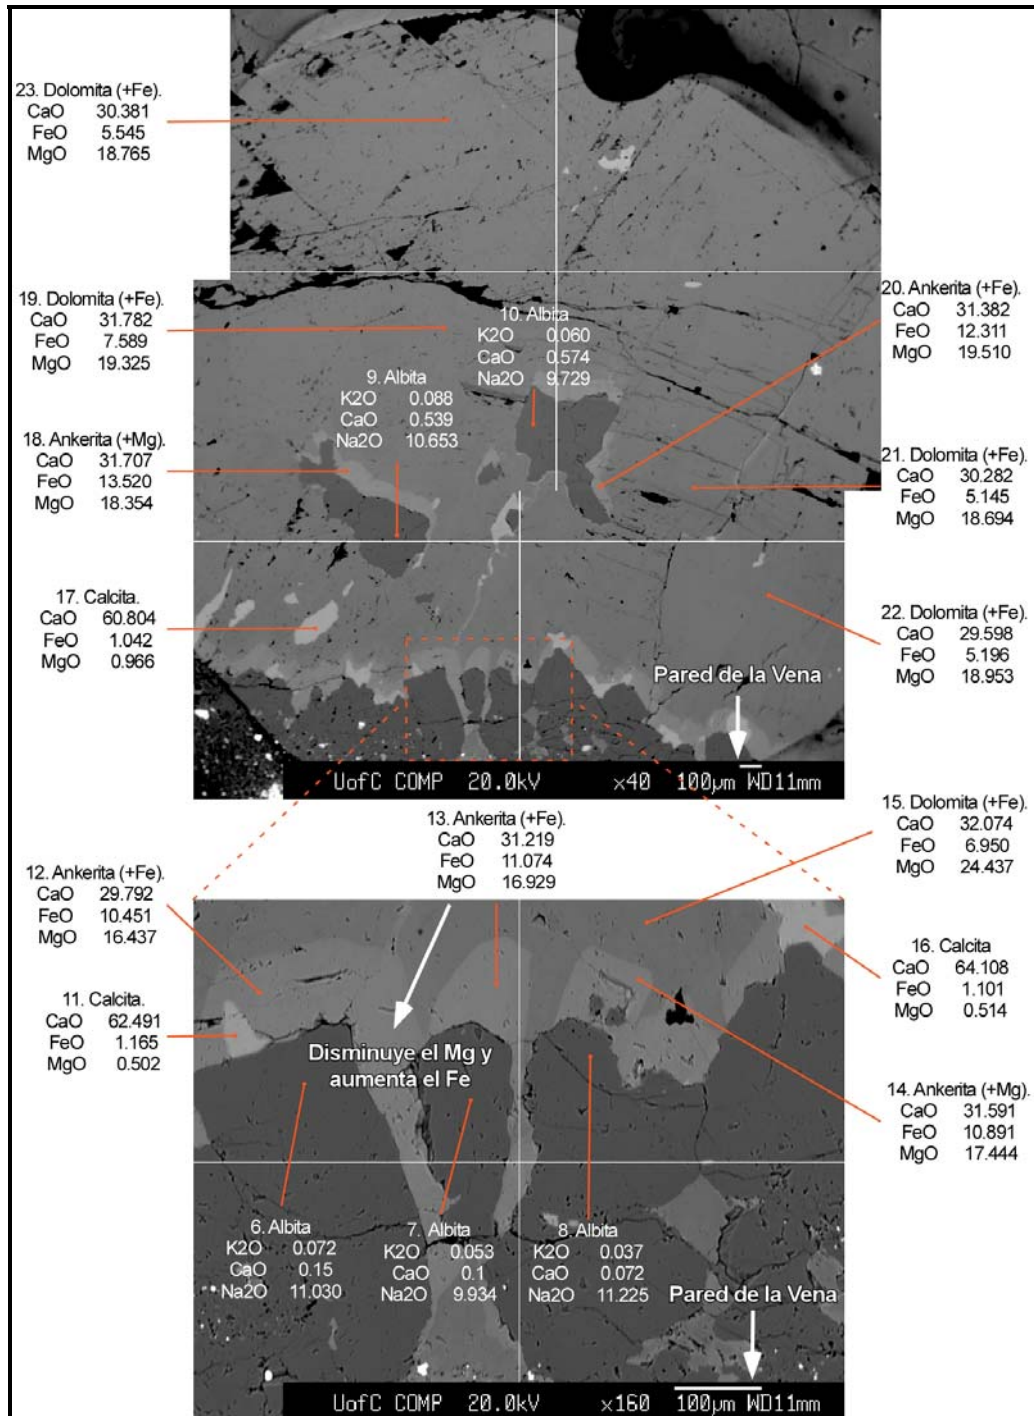 23. Dolomita (+Fe).
CaO 30.381
FeO 5.545
MgO 18.765
19. Dolomita (+Fe).
CaO 31.782
FeO 7.589
MgO 19.325
10. Albita
K2O 0.060
CaO 0.574
Na2O 9.729
20. Ankerita (+Fe).
CaO 31.382
FeO 12.311
MgO 19.510
9. Albita
K2O 0.088
CaO 0.539
Na2O 10.653
18. Ankerita (+Mg).
CaO 31.707
FeO 13.520
MgO 18.354
21. Dolomita (+Fe).
CaO 30.282
FeO 5.145
MgO 18.694
17. Calcita.
CaO 60.804
FeO 1.042
MgO 0.966
22. Dolomita (+Fe).
CaO 29.598
FeO 5.196
MgO 18.953
Pared de la Vena
UofC COMP 20.0kV x40 100µm WD11mm
13. Ankerita (+Fe).
CaO 31.219
FeO 11.074
MgO 16.929
15. Dolomita (+Fe).
CaO 32.074
FeO 6.950
MgO 24.437
12. Ankerita (+Fe).
CaO 29.792
FeO 10.451
MgO 16.437
16. Calcita
CaO 64.108
FeO 1.101
MgO 0.514
11. Calcita.
CaO 62.491
FeO 1.165
MgO 0.502
Disminuye el Mg y
aumenta el Fe
14. Ankerita (+Mg).
CaO 31.591
FeO 10.891
MgO 17.444
6. Albita
K2O 0.072
CaO 0.15
Na2O 11.030
7. Albita
K2O 0.053
CaO 0.1
Na2O 9.934
8. Albita
K2O 0.037
CaO 0.072
Na2O 11.225
Pared de la Vena
UofC COMP 20.0kV x160 100µm WD11mm